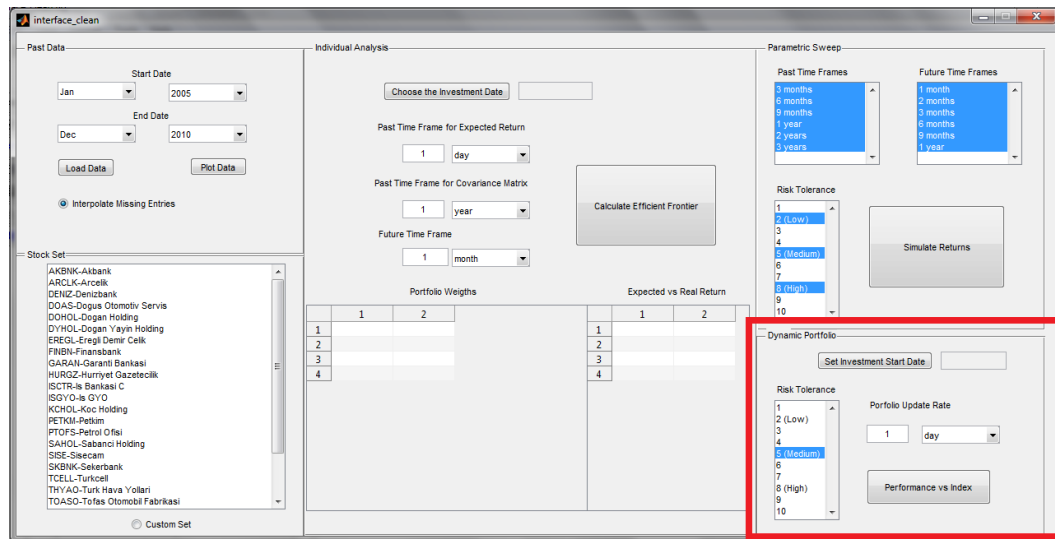 interface_clean
Past Data
Start Date
Jan 2005
End Date
Dec 2010
Load Data Plot Data
Interpolate Missing Entries
Stock Set
AKBNK-Akbank
ARCLK-Arcelik
DENIZ-Denizbank
DOAS-Dogus Otomotiv Servis
DOHOL-Dogan Holding
DYHOL-Dogan Yayin Holding
EREGL-Eregli Demir Celik
FINBN-Finansbank
GARAN-Garanti Bankasi
HURGZ-Hurriyet Gazetecilik
ISCTR-Is Bankasi C
ISGYO-Is GYO
KCHOL-Koc Holding
PETKM-Petkim
PTOFS-Petrol Ofisi
SAHOL-Sabanci Holding
SISE-Sisecam
SKBNK-Sekerbank
TCELL-Turkcell
THYAO-Turk Hava Yollari
TOASO-Tofas Otomobil Fabrikasi
Custom Set
Individual Analysis
Choose the Investment Date
Past Time Frame for Expected Return
1 day
Past Time Frame for Covariance Matrix
1 year
Future Time Frame
1 month
Calculate Efficient Frontier
Portfolio Weigths
1 2
1
2
3
4
Expected vs Real Return
1 2
1
2
3
4
Parametric Sweep
Past Time Frames
3 months
6 months
9 months
1 year
2 years
3 years
Future Time Frames
1 month
2 months
3 months
6 months
9 months
1 year
Risk Tolerance
1
2 (Low)
3
4
5 (Medium)
6
7
8 (High)
9
10
Simulate Returns
Dynamic Portfolio
Set Investment Start Date
Risk Tolerance
1
2 (Low)
3
4
5 (Medium)
6
7
8 (High)
9
10
Porfolio Update Rate
1 day
Performance vs Index